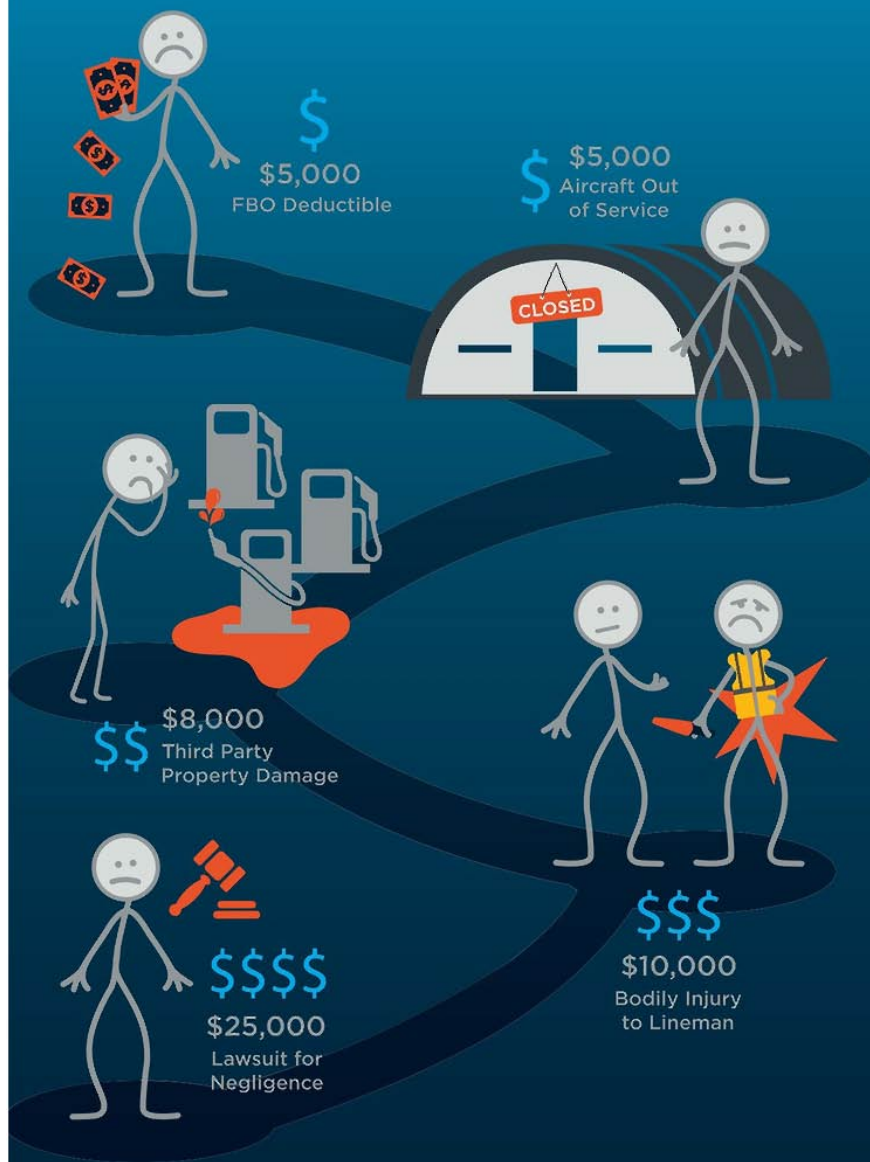 $
$5,000
FBO Deductible
$5,000
$
Aircraft Out
of Service
CLOSED
$8,000
$$
Third Party
Property Damage
$$$
$10,000
Bodily Injury
to Lineman
$$$$
$25,000
Lawsuit for
Negligence